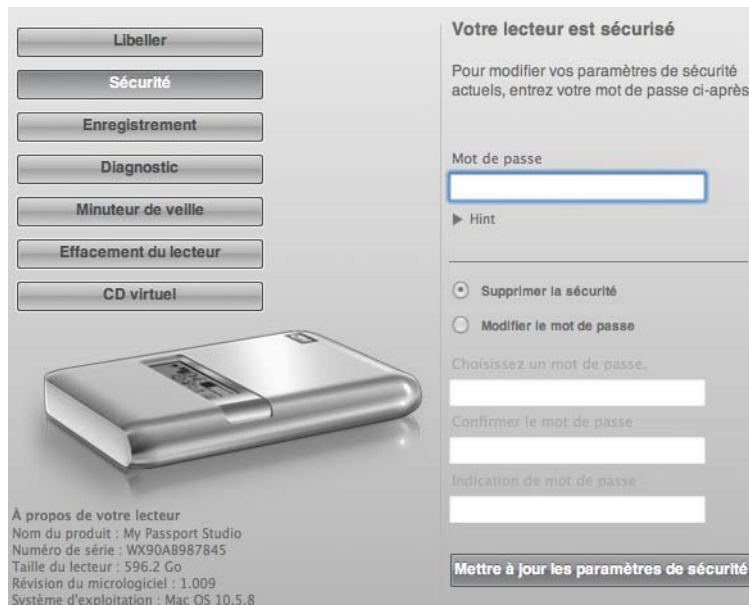 Libeller
Sécurité
Enregistrement
Diagnostic
Minuteur de veille
Effacement du lecteur
CD virtuel
À propos de votre lecteur
Nom du produit : My Passport Studio
Numéro de série : WX90AB987845
Taille du lecteur : 596.2 Go
Révision du micrologiciel : 1.009
Système d'exploitation : Mac OS 10.5.8
Votre lecteur est sécurisé
Pour modifier vos paramètres de sécurité
actuels, entrez votre mot de passe ci-après
Mot de passe
Hint
Supprimer la sécurité
Modifier le mot de passe
Choisissez un mot de passe.
Confirmer le mot de passe
Indication de mot de passe
Mettre à jour les paramètres de sécurité